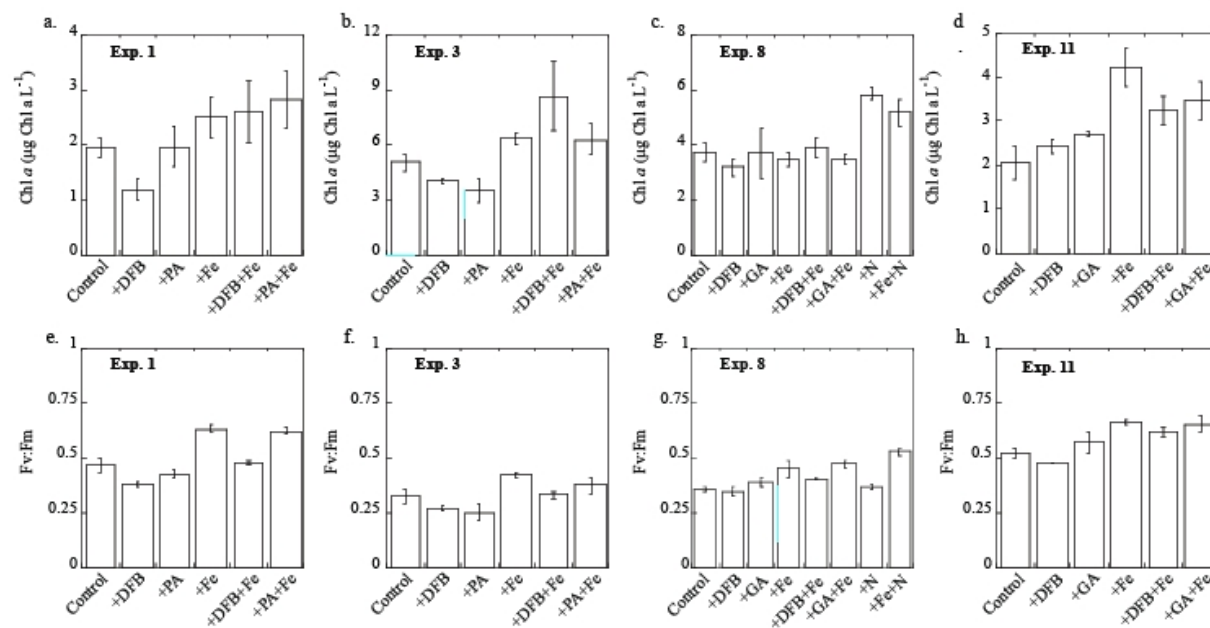 a. b. c. d
.
Exp. 1 Exp. 3 Exp. 8 Exp. 11
Chl a (µg Chl a L⁻¹)
4
3
2
1
0
Control +DFB +PA +Fe +DFB+Fe +PA+Fe
Chl a (µg Chl a L⁻¹)
12
9
6
3
0
Control +DFB +PA +Fe +DFB+Fe +PA+Fe
Chl a (µg Chl a L⁻¹)
8
6
4
2
0
Control +DFB +GA +Fe +DFB+Fe +GA+Fe +N +Fe+N
Chl a (µg Chl a L⁻¹)
5
4
3
2
1
0
Control +DFB +GA +Fe +DFB+Fe +GA+Fe
e. f. g. h.
Exp. 1 Exp. 3 Exp. 8 Exp. 11
Fv:Fm
1
0.75
0.5
0.25
0
Control +DFB +PA +Fe +DFB+Fe +PA+Fe
Fv:Fm
1
0.75
0.5
0.25
0
Control +DFB +PA +Fe +DFB+Fe +PA+Fe
Fv:Fm
1
0.75
0.5
0.25
0
Control +DFB +GA +Fe +DFB+Fe +GA+Fe +N +Fe+N
Fv:Fm
1
0.75
0.5
0.25
0
Control +DFB +GA +Fe +DFB+Fe +GA+Fe